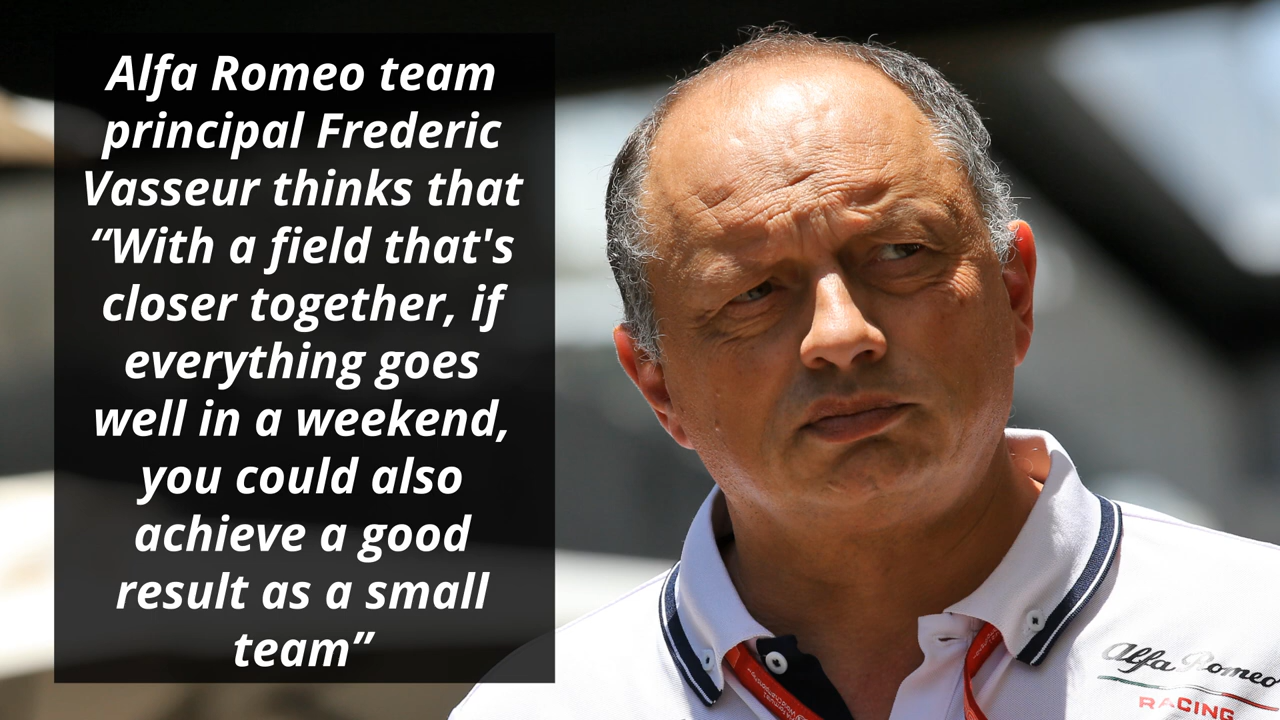 Alfa Romeo team
principal Frederic
Vasseur thinks that
“With a field that's
closer together, if
everything goes
well in a weekend,
you could also
achieve a good
result as a small
team”
Alfa Romeo
RACING